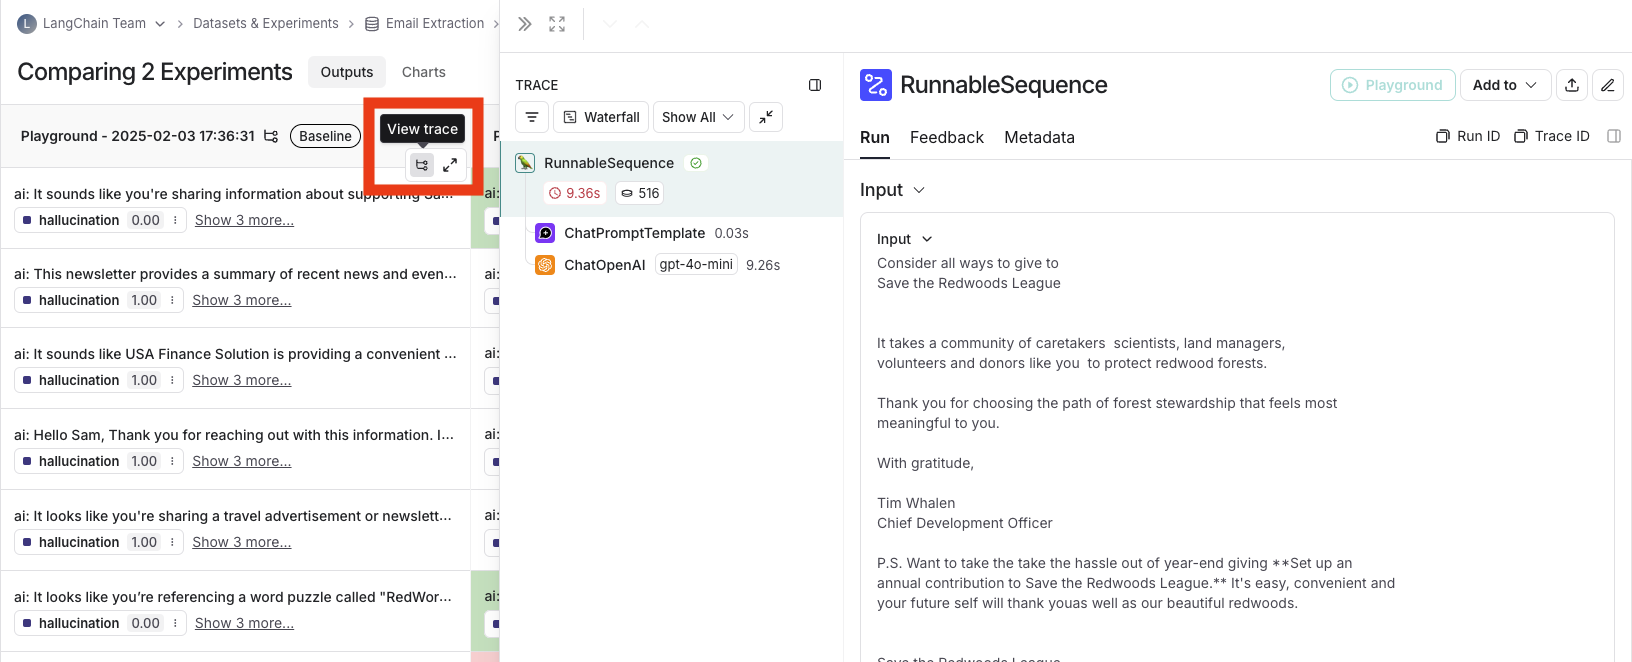 L LangChain Team > Datasets & Experiments > Email Extraction >
Comparing 2 Experiments
Outputs
Charts
Playground - 2025-02-03 17:36:31
Baseline
View trace
ai: It sounds like you're sharing information about supporting Sa...
hallucination 0.00
Show 3 more...
ai:
ai: This newsletter provides a summary of recent news and even...
hallucination 1.00
Show 3 more...
ai:
ai: It sounds like USA Finance Solution is providing a convenient ...
hallucination 1.00
Show 3 more...
ai:
ai: Hello Sam, Thank you for reaching out with this information. I...
hallucination 1.00
Show 3 more...
ai:
ai: It looks like you're sharing a travel advertisement or newslett...
hallucination 1.00
Show 3 more...
ai:
ai: It looks like you’re referencing a word puzzle called "RedWor...
hallucination 0.00
Show 3 more...
ai:
TRACE
Waterfall
Show All
RunnableSequence
9.36s
516
ChatPromptTemplate 0.03s
ChatOpenAI gpt-4o-mini 9.26s
RunnableSequence
Playground
Add to
Run
Feedback
Metadata
Run ID
Trace ID
Input
Input
Consider all ways to give to
Save the Redwoods League
It takes a community of caretakers  scientists, land managers,
volunteers and donors like you  to protect redwood forests.
Thank you for choosing the path of forest stewardship that feels most
meaningful to you.
With gratitude,
Tim Whalen
Chief Development Officer
P.S. Want to take the take the hassle out of year-end giving **Set up an
annual contribution to Save the Redwoods League.** It's easy, convenient and
your future self will thank youas well as our beautiful redwoods.
Save the Redwoods League